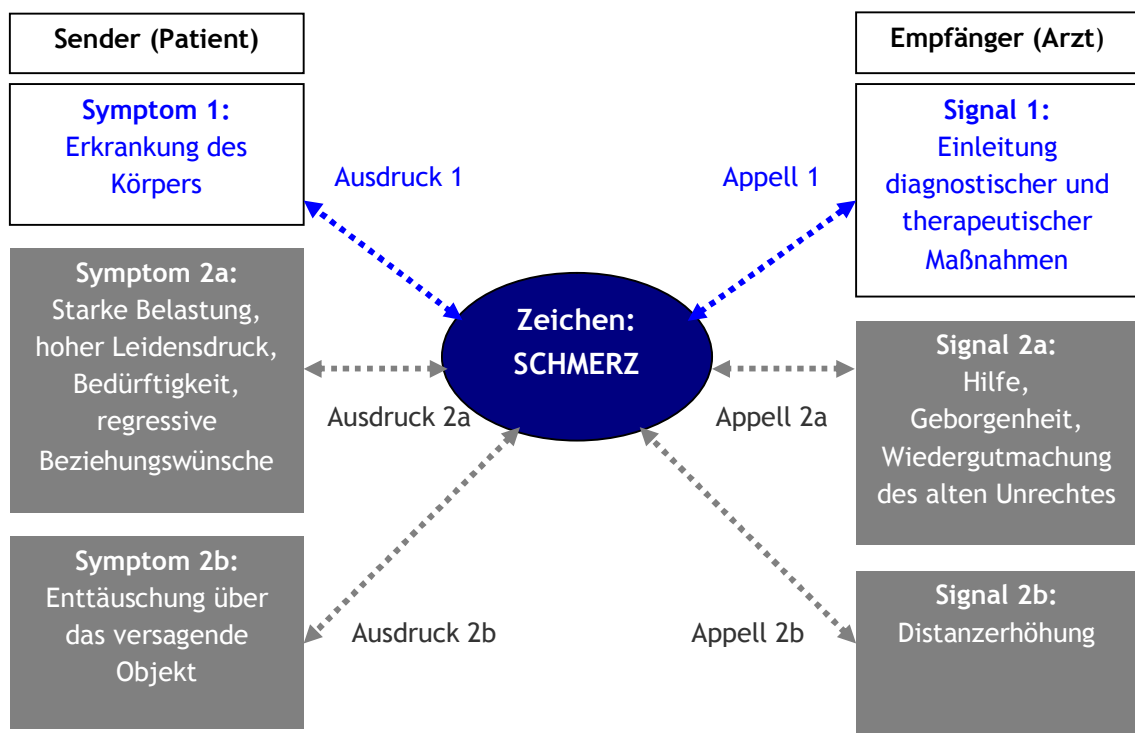 Sender (Patient)
Empfänger (Arzt)
Symptom 1:
Erkrankung des
Körpers
Ausdruck 1
Appell 1
Signal 1:
Einleitung
diagnostischer und
therapeutischer
Maßnahmen
Symptom 2a:
Starke Belastung,
hoher Leidensdruck,
Bedürftigkeit,
regressive
Beziehungswünsche
Ausdruck 2a
Zeichen:
SCHMERZ
Appell 2a
Signal 2a:
Hilfe,
Geborgenheit,
Wiedergutmachung
des alten Unrechtes
Symptom 2b:
Enttäuschung über
das versagende
Objekt
Ausdruck 2b
Appell 2b
Signal 2b:
Distanzerhöhung